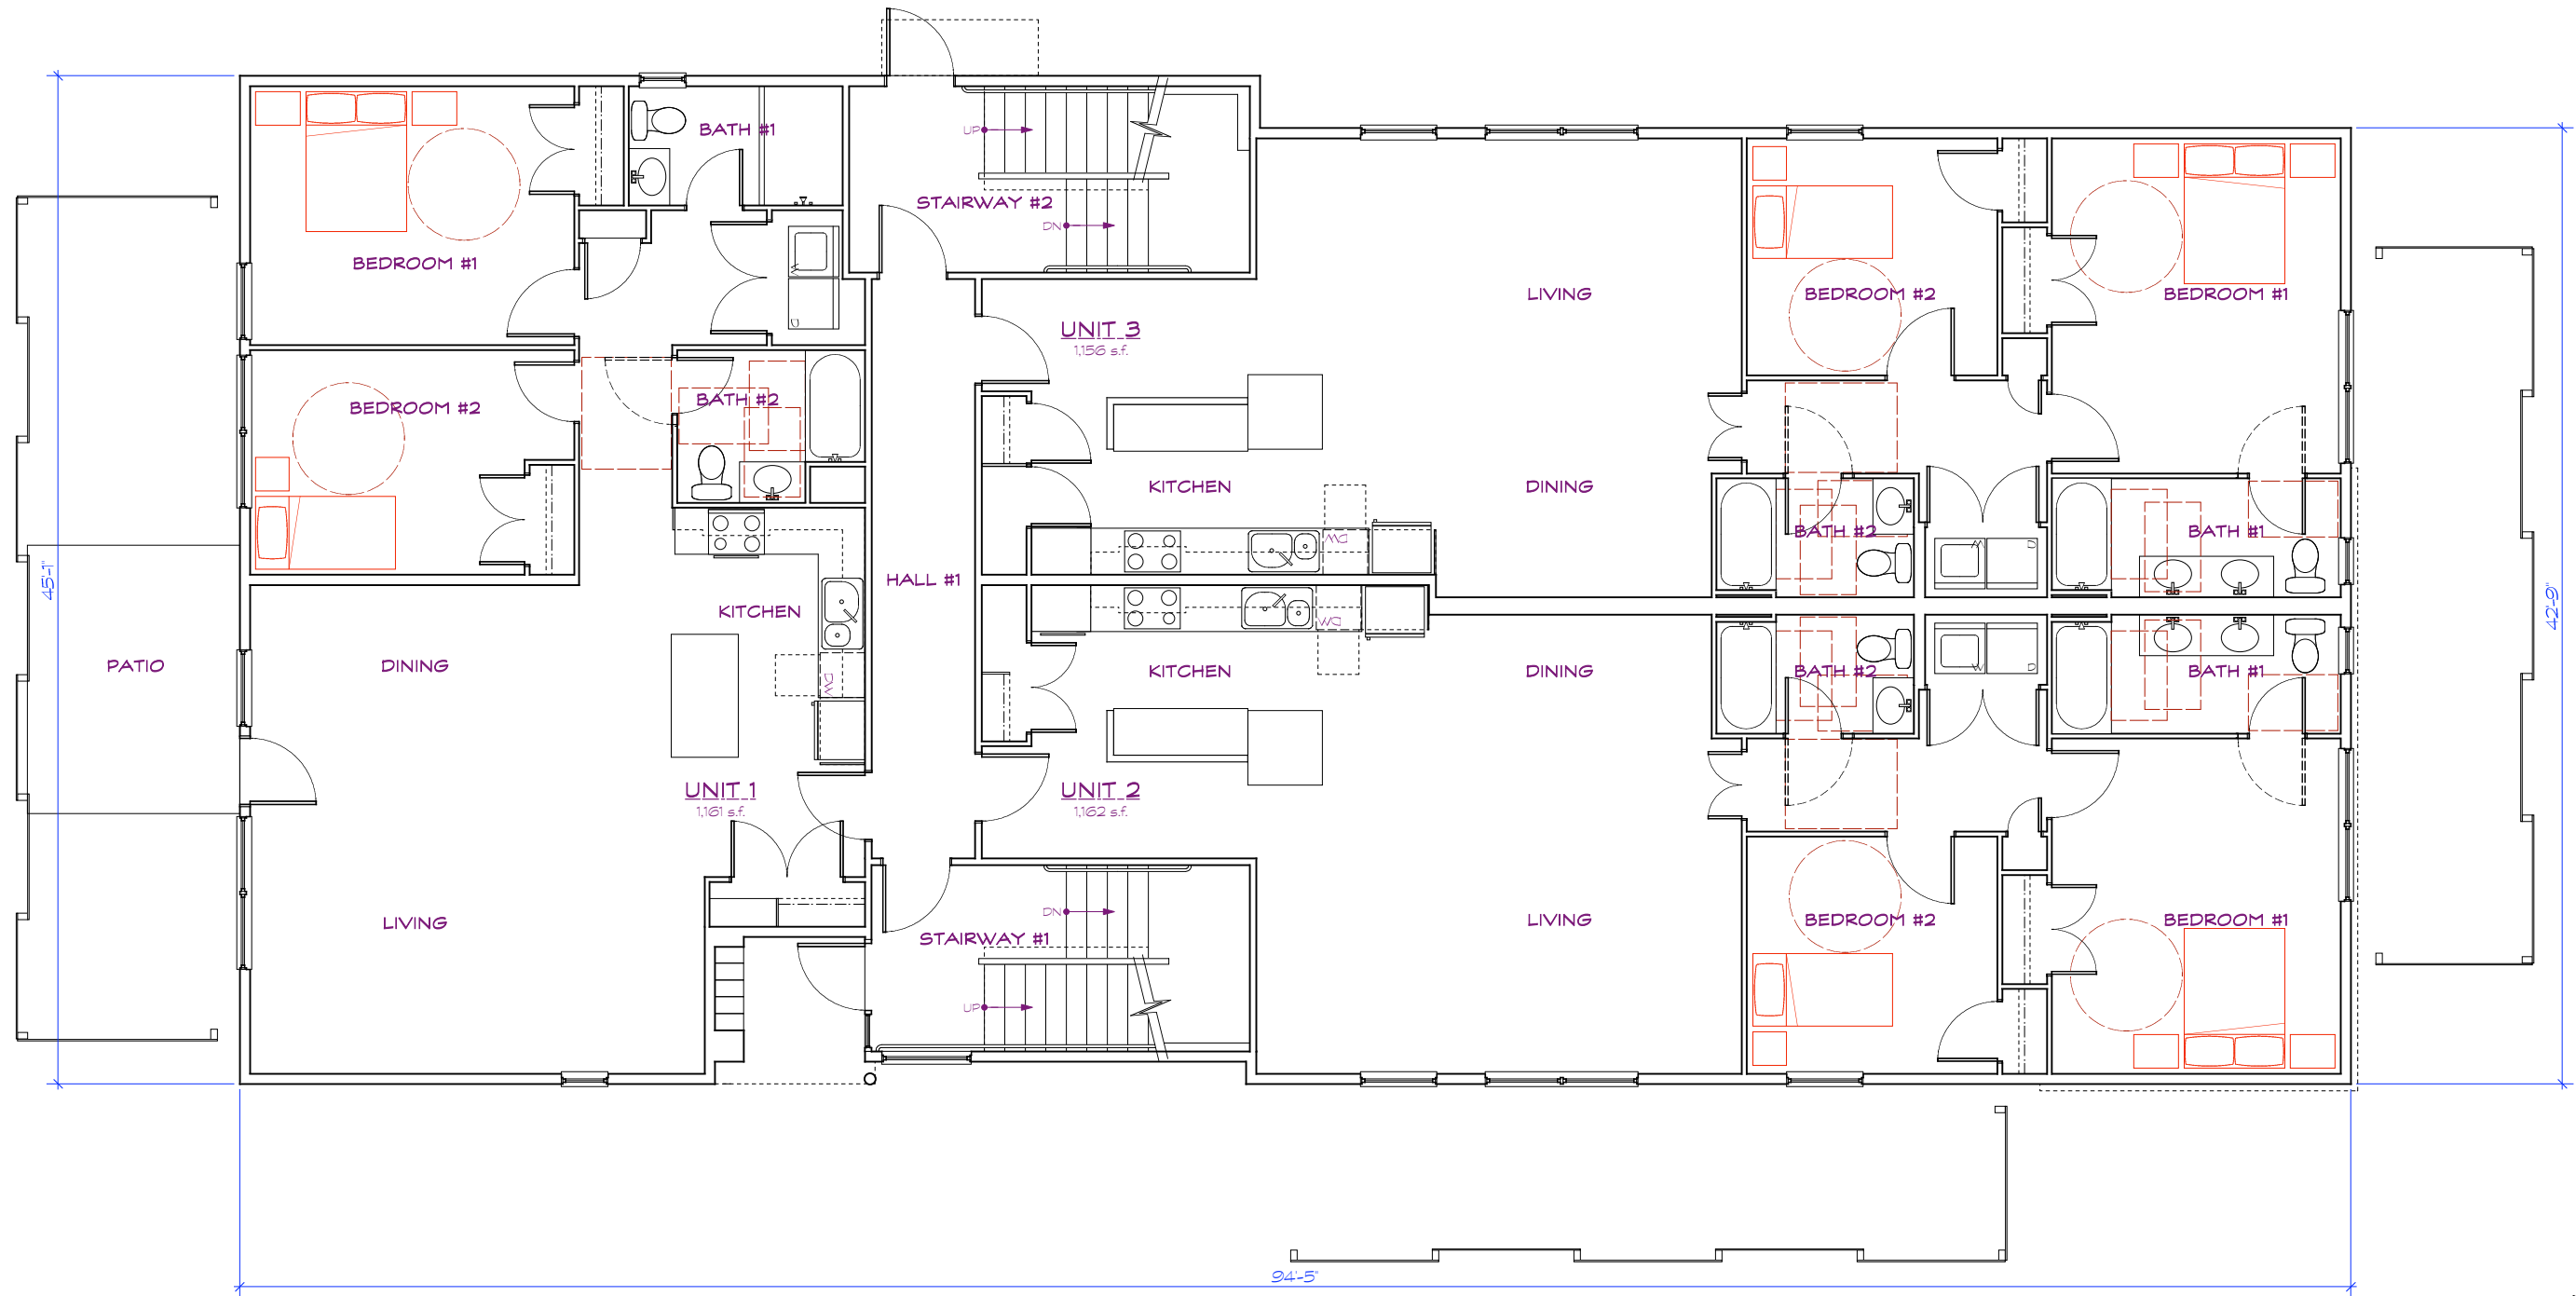 BATH #1
UP
STAIRWAY #2
DN
BEDROOM #1
LIVING
BEDROOM #2
BEDROOM #1
W
D
UNIT 3
1,156 s.f.
BEDROOM #2
BATH #2
KITCHEN
DINING
BATH #2
BATH #1
DW
W
D
45'-1"
HALL #1
42'-9"
KITCHEN
DW
PATIO
DINING
DW
KITCHEN
DINING
BATH #2
W
D
BATH #1
UNIT 1
1,161 s.f.
UNIT 2
1,162 s.f.
LIVING
DN
STAIRWAY #1
UP
LIVING
BEDROOM #2
BEDROOM #1
94'-5"